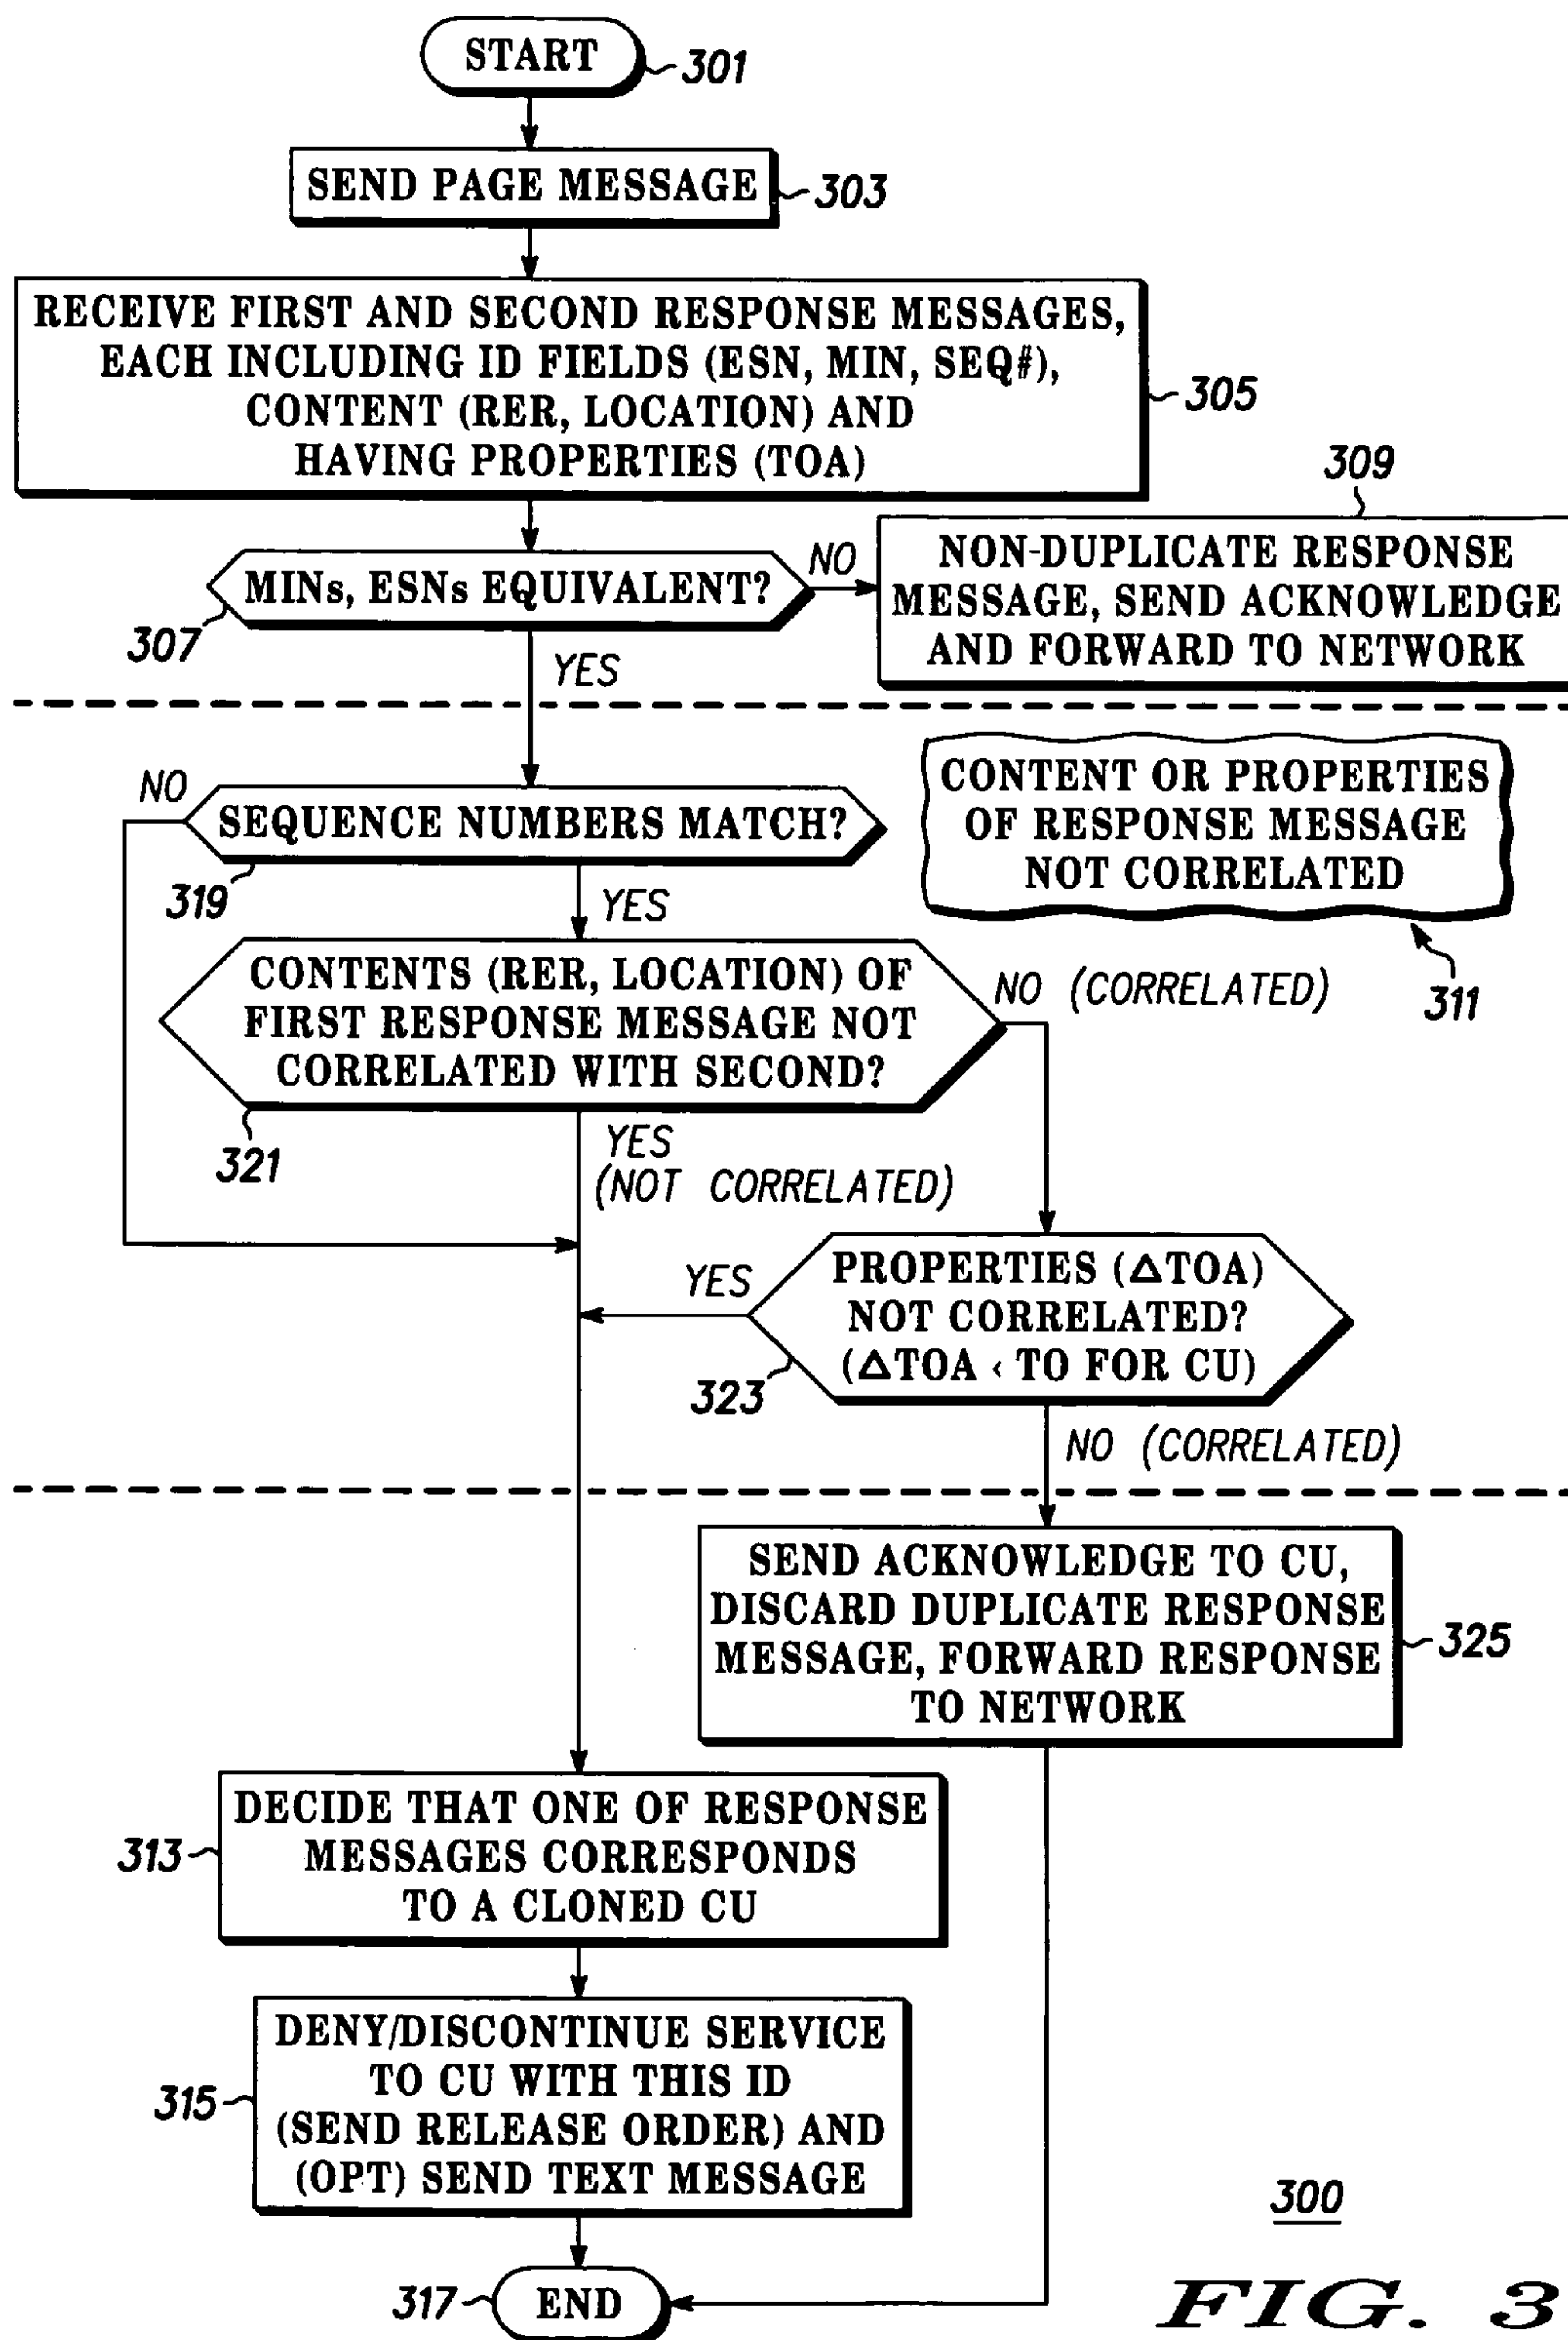 START
301
SEND PAGE MESSAGE
303
RECEIVE FIRST AND SECOND RESPONSE MESSAGES,
EACH INCLUDING ID FIELDS (ESN, MIN, SEQ#),
CONTENT (RER, LOCATION) AND
HAVING PROPERTIES (TOA)
305
309
MINs, ESNs EQUIVALENT?
307
NO
NON-DUPLICATE RESPONSE
MESSAGE, SEND ACKNOWLEDGE
AND FORWARD TO NETWORK
YES
NO
SEQUENCE NUMBERS MATCH?
319
YES
CONTENT OR PROPERTIES
OF RESPONSE MESSAGE
NOT CORRELATED
311
CONTENTS (RER, LOCATION) OF
FIRST RESPONSE MESSAGE NOT
CORRELATED WITH SECOND?
321
NO (CORRELATED)
YES
(NOT CORRELATED)
YES
PROPERTIES (△TOA)
NOT CORRELATED?
(△TOA < TO FOR CU)
323
NO (CORRELATED)
SEND ACKNOWLEDGE TO CU,
DISCARD DUPLICATE RESPONSE
MESSAGE, FORWARD RESPONSE
TO NETWORK
325
DECIDE THAT ONE OF RESPONSE
MESSAGES CORRESPONDS
TO A CLONED CU
313
DENY/DISCONTINUE SERVICE
TO CU WITH THIS ID
(SEND RELEASE ORDER) AND
(OPT) SEND TEXT MESSAGE
315
317
END
300
FIG. 3